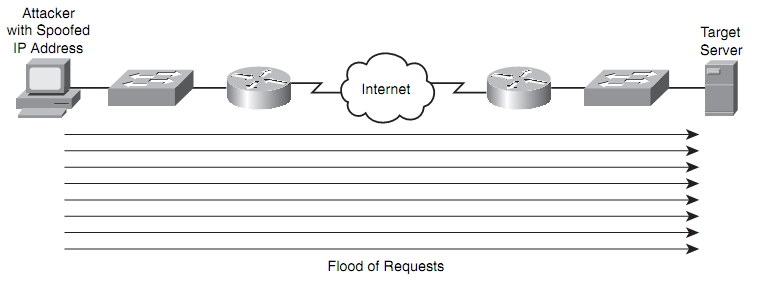 Attacker
with Spoofed
IP Address
Internet
Target
Server
Flood of Requests